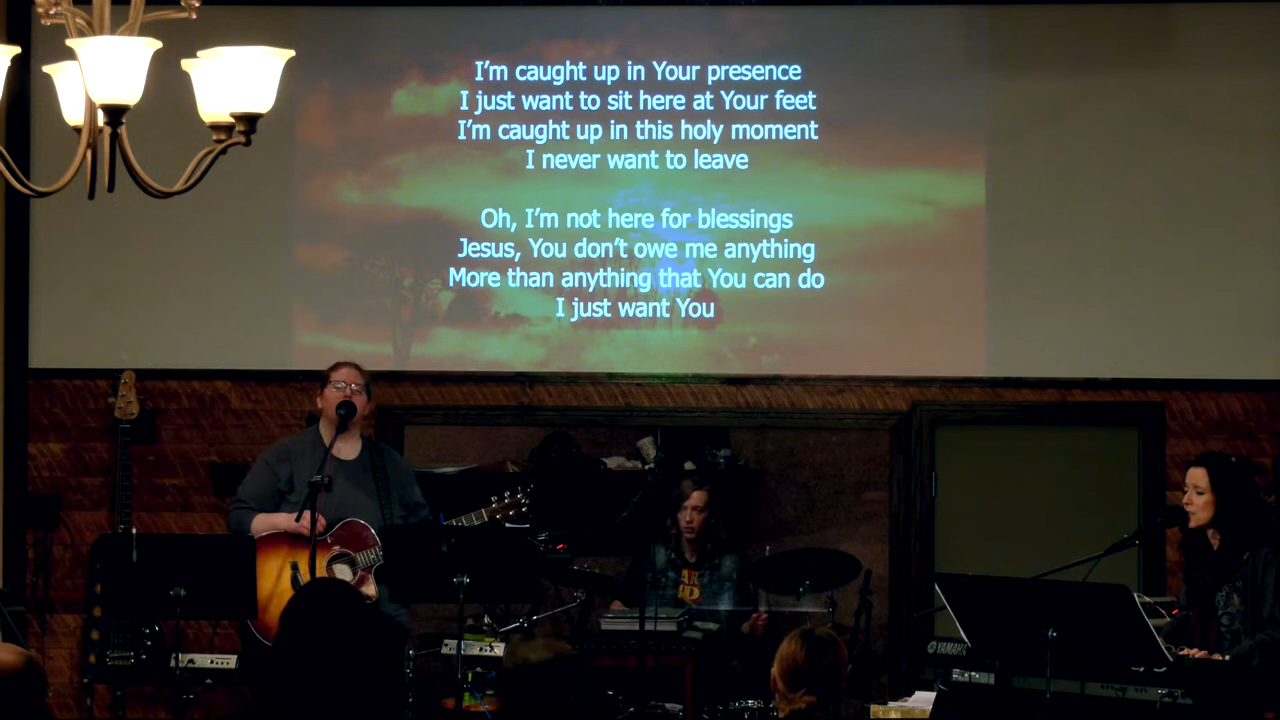 I'm caught up in Your presence
I just want to sit here at Your feet
I'm caught up in this holy moment
I never want to leave
Oh, I'm not here for blessings
Jesus, You don't owe me anything
More than anything that You can do
I just want You
YAMAHA